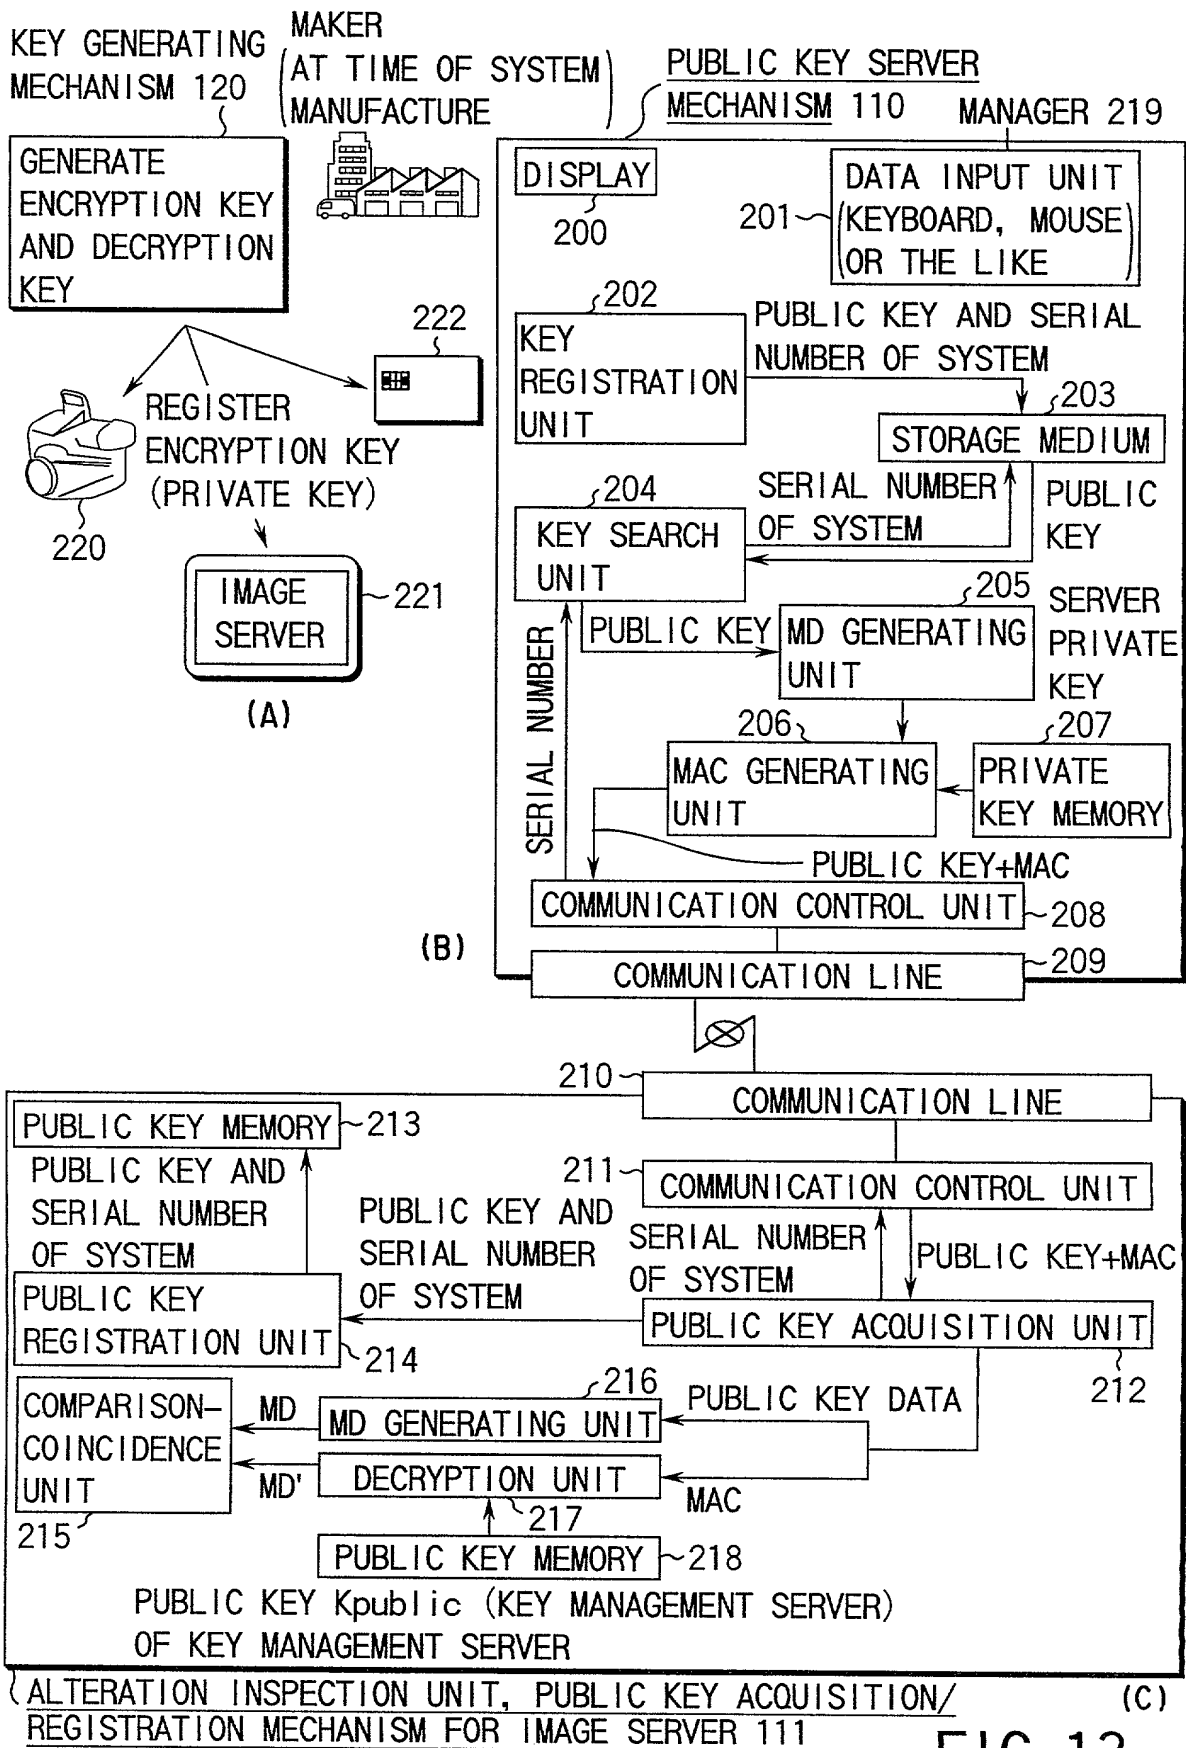 KEY GENERATING
MECHANISM 120
MAKER
(AT TIME OF SYSTEM
MANUFACTURE)
GENERATE
ENCRYPTION KEY
AND DECRYPTION
KEY
222
REGISTER
ENCRYPTION KEY
(PRIVATE KEY)
220
IMAGE
SERVER
221
(A)
PUBLIC KEY SERVER
MECHANISM 110
MANAGER 219
DISPLAY
200
201
DATA INPUT UNIT
(KEYBOARD, MOUSE
OR THE LIKE)
202
KEY
REGISTRATION
UNIT
PUBLIC KEY AND SERIAL
NUMBER OF SYSTEM
203
STORAGE MEDIUM
204
KEY SEARCH
UNIT
SERIAL NUMBER
OF SYSTEM
PUBLIC
KEY
205
PUBLIC KEY
MD GENERATING
UNIT
SERVER
PRIVATE
KEY
SERIAL NUMBER
206
MAC GENERATING
UNIT
207
PRIVATE
KEY MEMORY
PUBLIC KEY+MAC
COMMUNICATION CONTROL UNIT
208
(B)
COMMUNICATION LINE
209
210
COMMUNICATION LINE
PUBLIC KEY MEMORY
213
211
COMMUNICATION CONTROL UNIT
PUBLIC KEY AND
SERIAL NUMBER
OF SYSTEM
PUBLIC KEY AND
SERIAL NUMBER
OF SYSTEM
SERIAL NUMBER
OF SYSTEM
PUBLIC KEY+MAC
PUBLIC KEY
REGISTRATION UNIT
214
PUBLIC KEY ACQUISITION UNIT
212
COMPARISON-
COINCIDENCE
UNIT
215
MD
216
MD GENERATING UNIT
PUBLIC KEY DATA
MD'
DECRYPTION UNIT
217
MAC
PUBLIC KEY MEMORY
218
PUBLIC KEY Kpublic (KEY MANAGEMENT SERVER)
OF KEY MANAGEMENT SERVER
ALTERATION INSPECTION UNIT, PUBLIC KEY ACQUISITION/
REGISTRATION MECHANISM FOR IMAGE SERVER 111
(C)